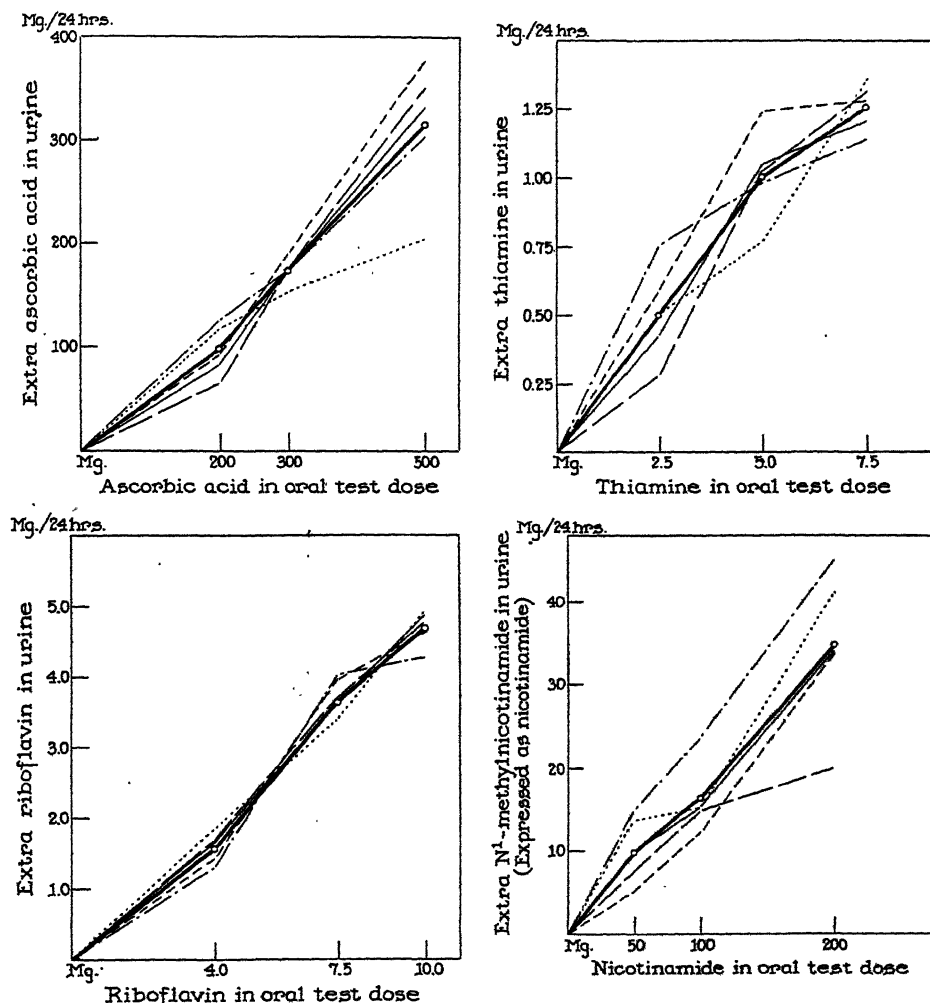 Mg./24 hrs.
400
300
200
100
Extra ascorbic acid in urine
Mg.
200
300
500
Ascorbic acid in oral test dose
Mg./24 hrs.
1.25
1.00
0.75
0.50
0.25
Extra thiamine in urine
Mg.
2.5
5.0
7.5
Thiamine in oral test dose
Mg./24 hrs.
5.0
4.0
3.0
2.0
1.0
Extra riboflavin in urine
Mg.
4.0
7.5
10.0
Riboflavin in oral test dose
Mg./24 hrs.
40
30
20
10
Extra N¹-methylnicotinamide in urine
(Expressed as nicotinamide)
Mg.
50
100
200
Nicotinamide in oral test dose